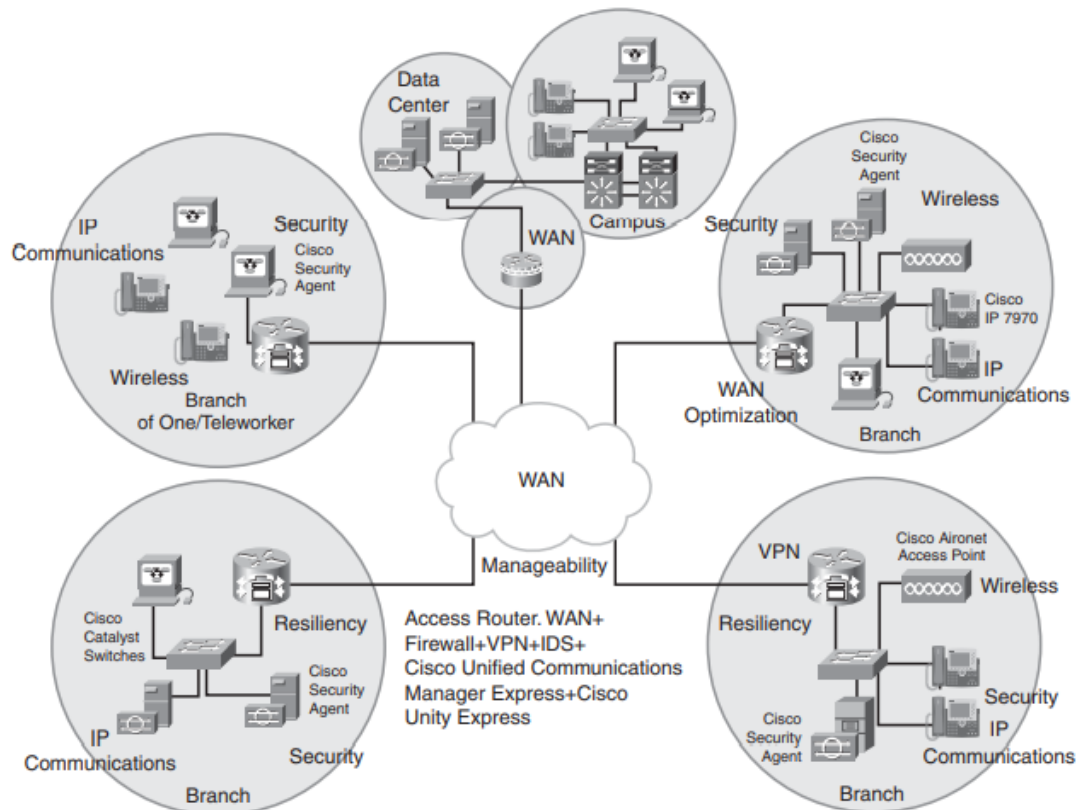 Data
Center
Campus
WAN
IP
Communications
Security
Cisco
Security
Agent
Wireless
Branch
of One/Teleworker
Cisco
Security
Agent
Wireless
Security
Cisco
IP 7970
IP
Communications
WAN
Optimization
Branch
WAN
Manageability
Access Router. WAN+
Firewall+VPN+IDS+
Cisco Unified Communications
Manager Express+Cisco
Unity Express
Resiliency
Cisco
Catalyst
Switches
Cisco
Security
Agent
IP
Communications
Security
Branch
VPN
Cisco Aironet
Access Point
Wireless
Resiliency
Security
IP
Communications
Cisco
Security
Agent
Branch